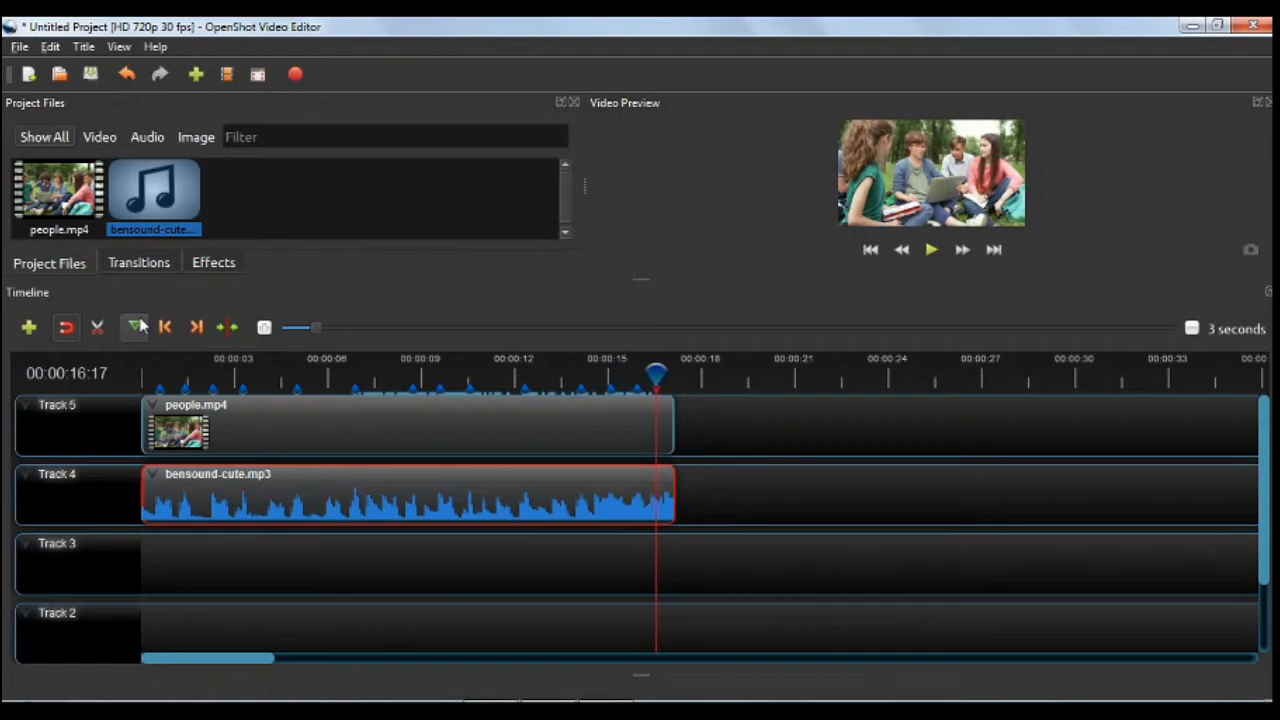 * Untitled Project [HD 720p 30 fps] - OpenShot Video Editor
File Edit Title View Help
Project Files
Video Preview
Show All Video Audio Image Filter
people.mp4 bensound-cute....
Project Files Transitions Effects
Timeline
3 seconds
00:00:16:17
00:00:03 00:00:06 00:00:09 00:00:12 00:00:15 00:00:18 00:00:21 00:00:24 00:00:27 00:00:30 00:00:33 00:00
Track 5 people.mp4
Track 4 bensound-cute.mp3
Track 3
Track 2